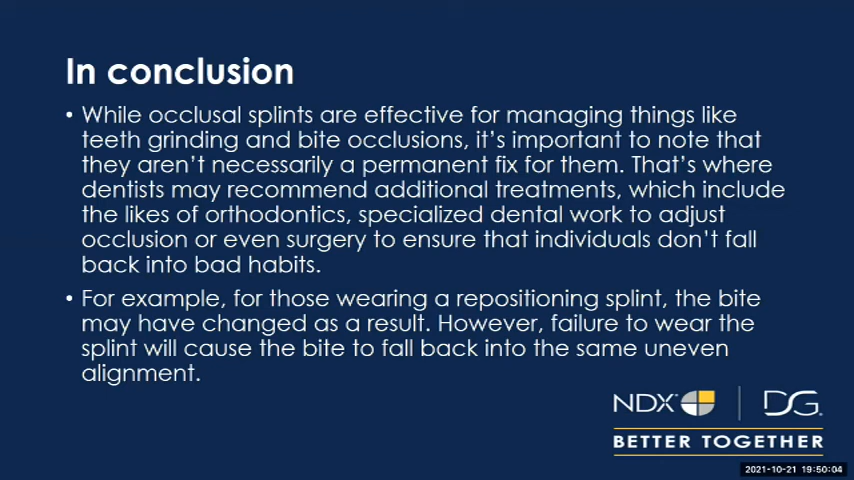 In conclusion
• While occlusal splints are effective for managing things like
teeth grinding and bite occlusions, it's important to note that
they aren't necessarily a permanent fix for them. That's where
dentists may recommend additional treatments, which include
the likes of orthodontics, specialized dental work to adjust
occlusion or even surgery to ensure that individuals don't fall
back into bad habits.
• For example, for those wearing a repositioning splint, the bite
may have changed as a result. However, failure to wear the
splint will cause the bite to fall back into the same uneven
alignment.
NDX DG
BETTER TOGETHER
2021-10-21 19:50:04